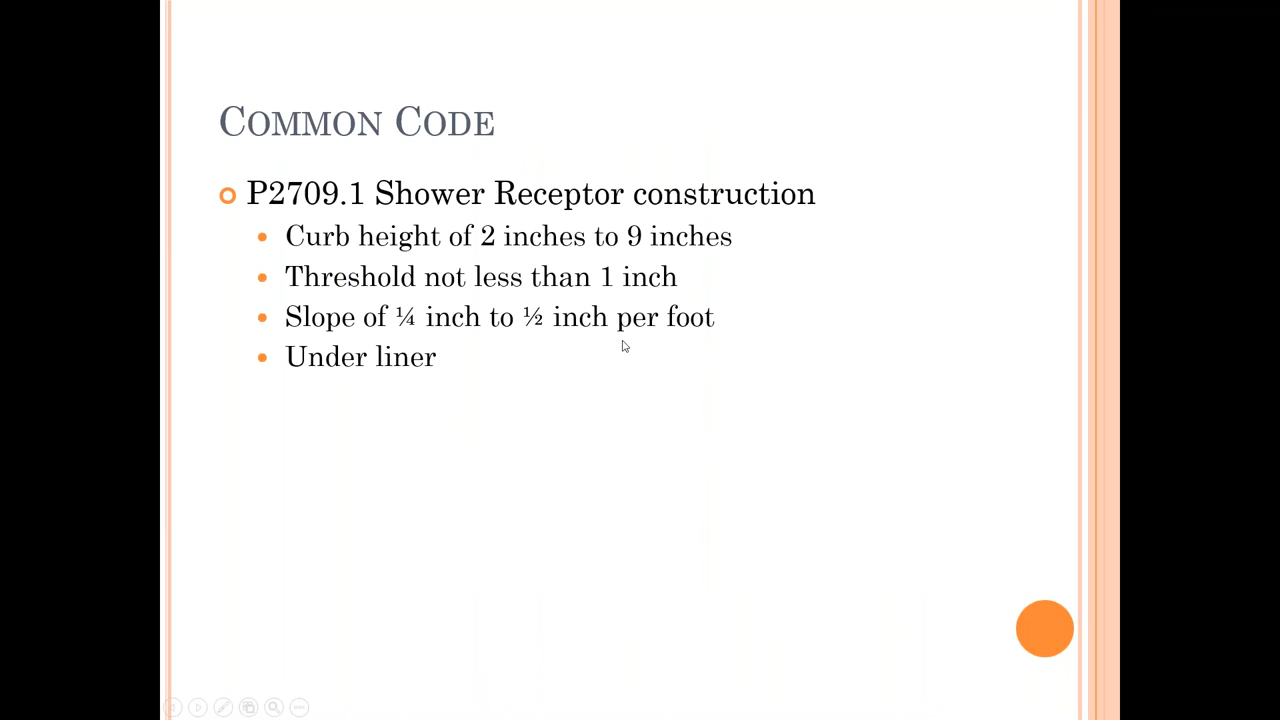 COMMON CODE
P2709.1 Shower Receptor construction
Curb height of 2 inches to 9 inches
Threshold not less than 1 inch
Slope of ¼ inch to ½ inch per foot
Under liner